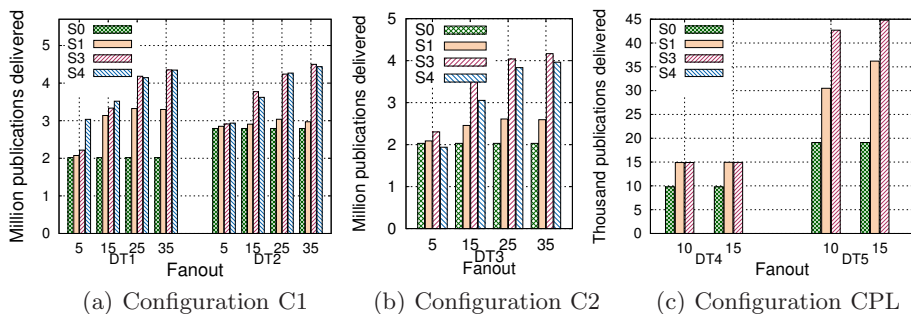 Million publications delivered
5
4
3
2
1
0
S0
S1
S3
S4
5 15 25 35 5 15 25 35
DT1 DT2
Fanout
(a) Configuration C1
Million publications delivered
5
4
3
2
1
0
S0
S1
S3
S4
5 15 25 35
DT3
Fanout
(b) Configuration C2
Thousand publications delivered
45
40
35
30
25
20
15
10
5
0
S0
S1
S3
S4
10 15 10 15
DT4 DT5
Fanout
(c) Configuration CPL